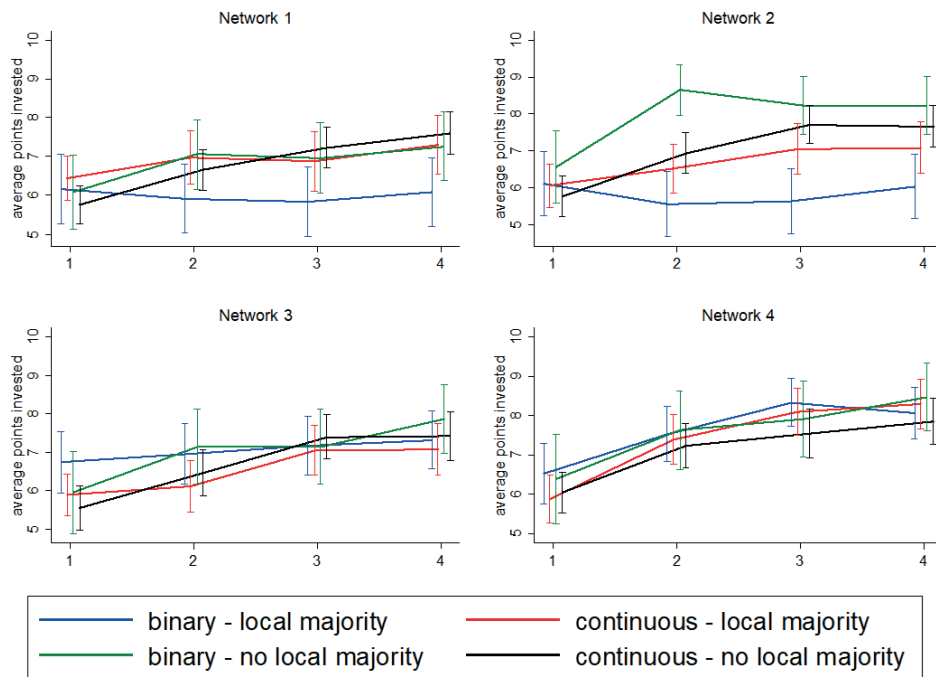 Network 1
average points invested
10
9
8
7
6
5
1 2 3 4
Network 2
average points invested
10
9
8
7
6
5
1 2 3 4
Network 3
average points invested
10
9
8
7
6
5
1 2 3 4
Network 4
average points invested
10
9
8
7
6
5
1 2 3 4
binary - local majority
continuous - local majority
binary - no local majority
continuous - no local majority